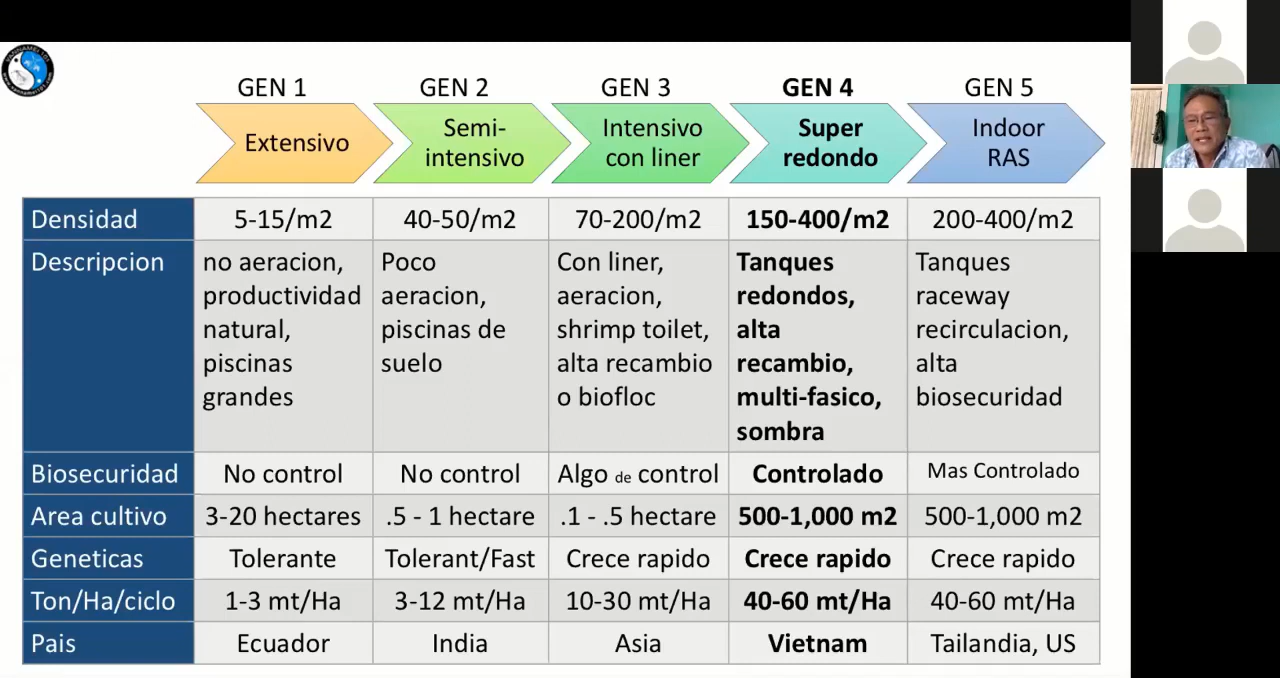 GEN 1
GEN 2
GEN 3
GEN 4
GEN 5
Extensivo
Semi-
intensivo
Intensivo
con liner
Super
redondo
Indoor
RAS
Densidad
5-15/m2
40-50/m2
70-200/m2
150-400/m2
200-400/m2
Descripcion
no aeracion,
productividad
natural,
piscinas
grandes
Poco
aeracion,
piscinas de
suelo
Con liner,
aeracion,
shrimp toilet,
alta recambio
o biofloc
Tanques
redondos,
alta
recambio,
multi-fasico,
sombra
Tanques
raceway
recirculacion,
alta
biosecuridad
Biosecuridad
No control
No control
Algo de control
Controlado
Mas Controlado
Area cultivo
3-20 hectares
.5 - 1 hectare
.1 - .5 hectare
500-1,000 m2
500-1,000 m2
Geneticas
Tolerante
Tolerant/Fast
Crece rapido
Crece rapido
Crece rapido
Ton/Ha/ciclo
1-3 mt/Ha
3-12 mt/Ha
10-30 mt/Ha
40-60 mt/Ha
40-60 mt/Ha
Pais
Ecuador
India
Asia
Vietnam
Tailandia, US